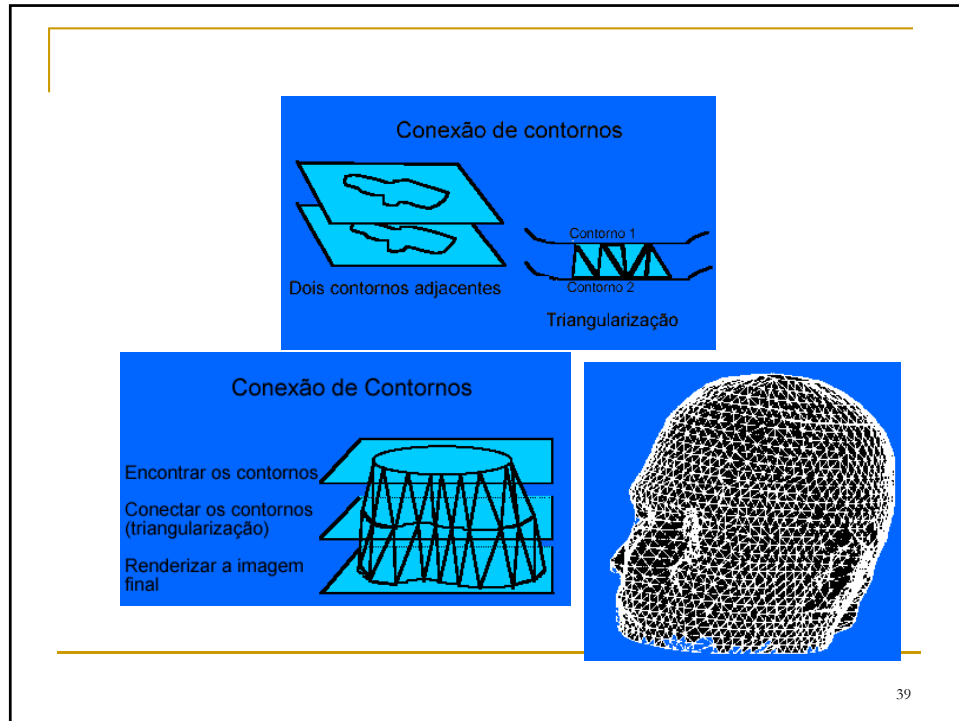 Conexão de contornos
Contorno 1
Dois contornos adjacentes
Contorno 2
Triangularização
Conexão de Contornos
Encontrar os contornos
Conectar os contornos
(triangularização)
Renderizar a imagem
final
39